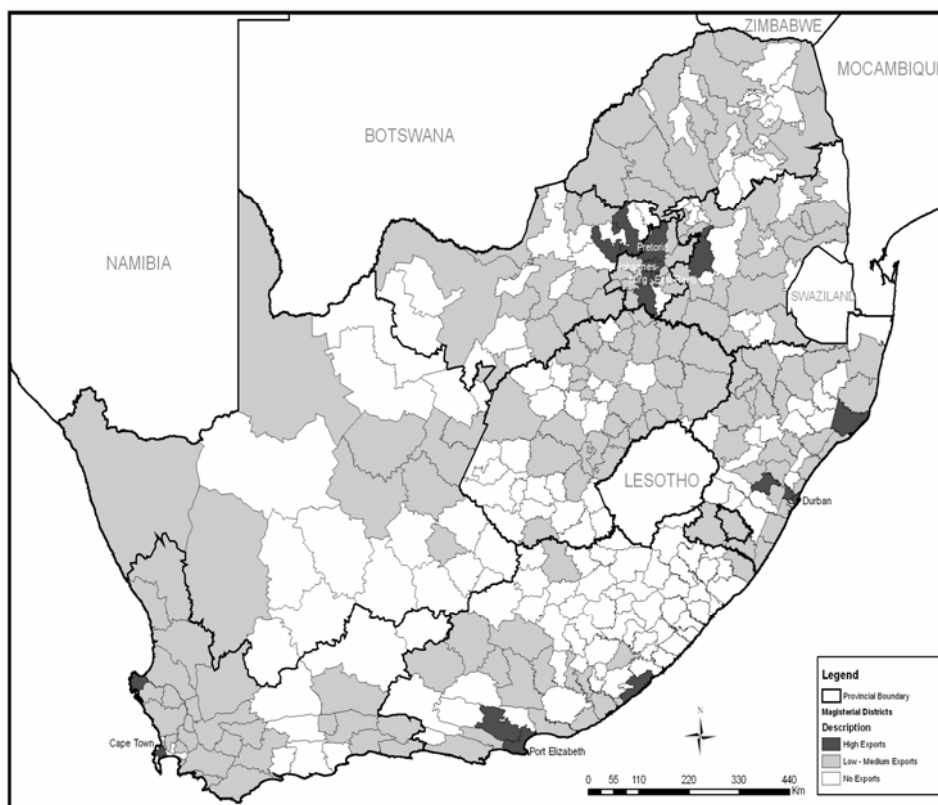 ZIMBABWE
MOCAMBIQUE
BOTSWANA
NAMIBIA
Pretoria
SWAZILAND
LESOTHO
Durban
Cape Town
Port Elizabeth
N
Legend
Provincial Boundary
Magisterial Districts
Description
High Exports
Low - Medium Exports
No Exports
0 55 110 220 330 440
Km